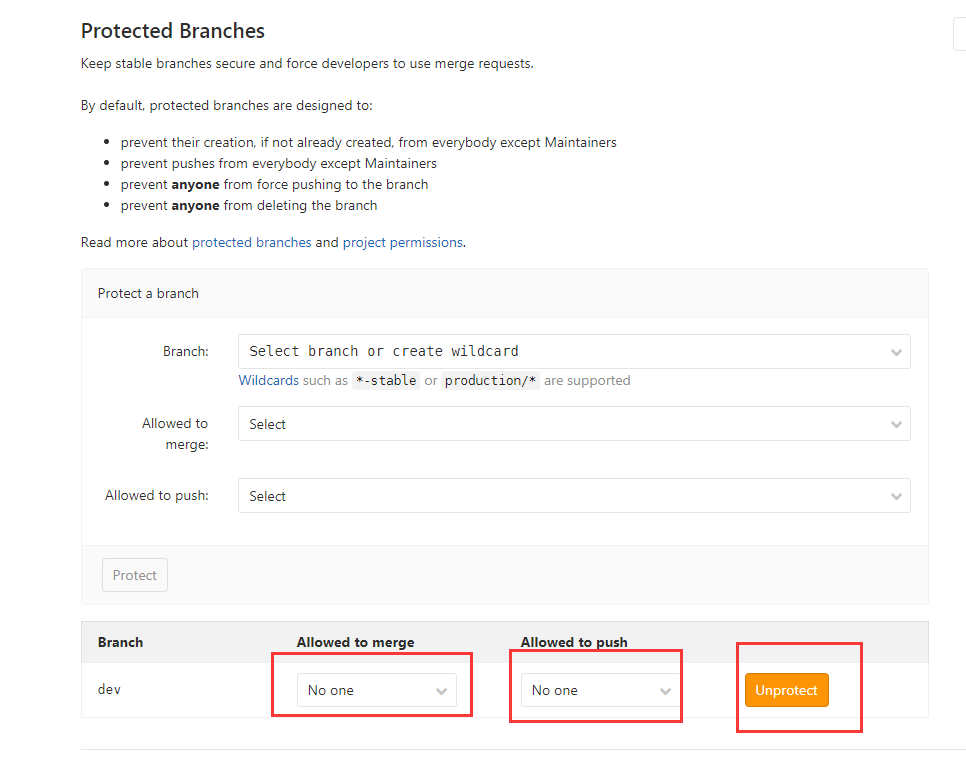 Protected Branches
Keep stable branches secure and force developers to use merge requests.
By default, protected branches are designed to:
prevent their creation, if not already created, from everybody except Maintainers
prevent pushes from everybody except Maintainers
prevent anyone from force pushing to the branch
prevent anyone from deleting the branch
Read more about protected branches and project permissions.
Protect a branch
Branch: Select branch or create wildcard
Wildcards such as *-stable or production/* are supported
Allowed to merge: Select
Allowed to push: Select
Protect
Branch Allowed to merge Allowed to push
dev No one No one Unprotect